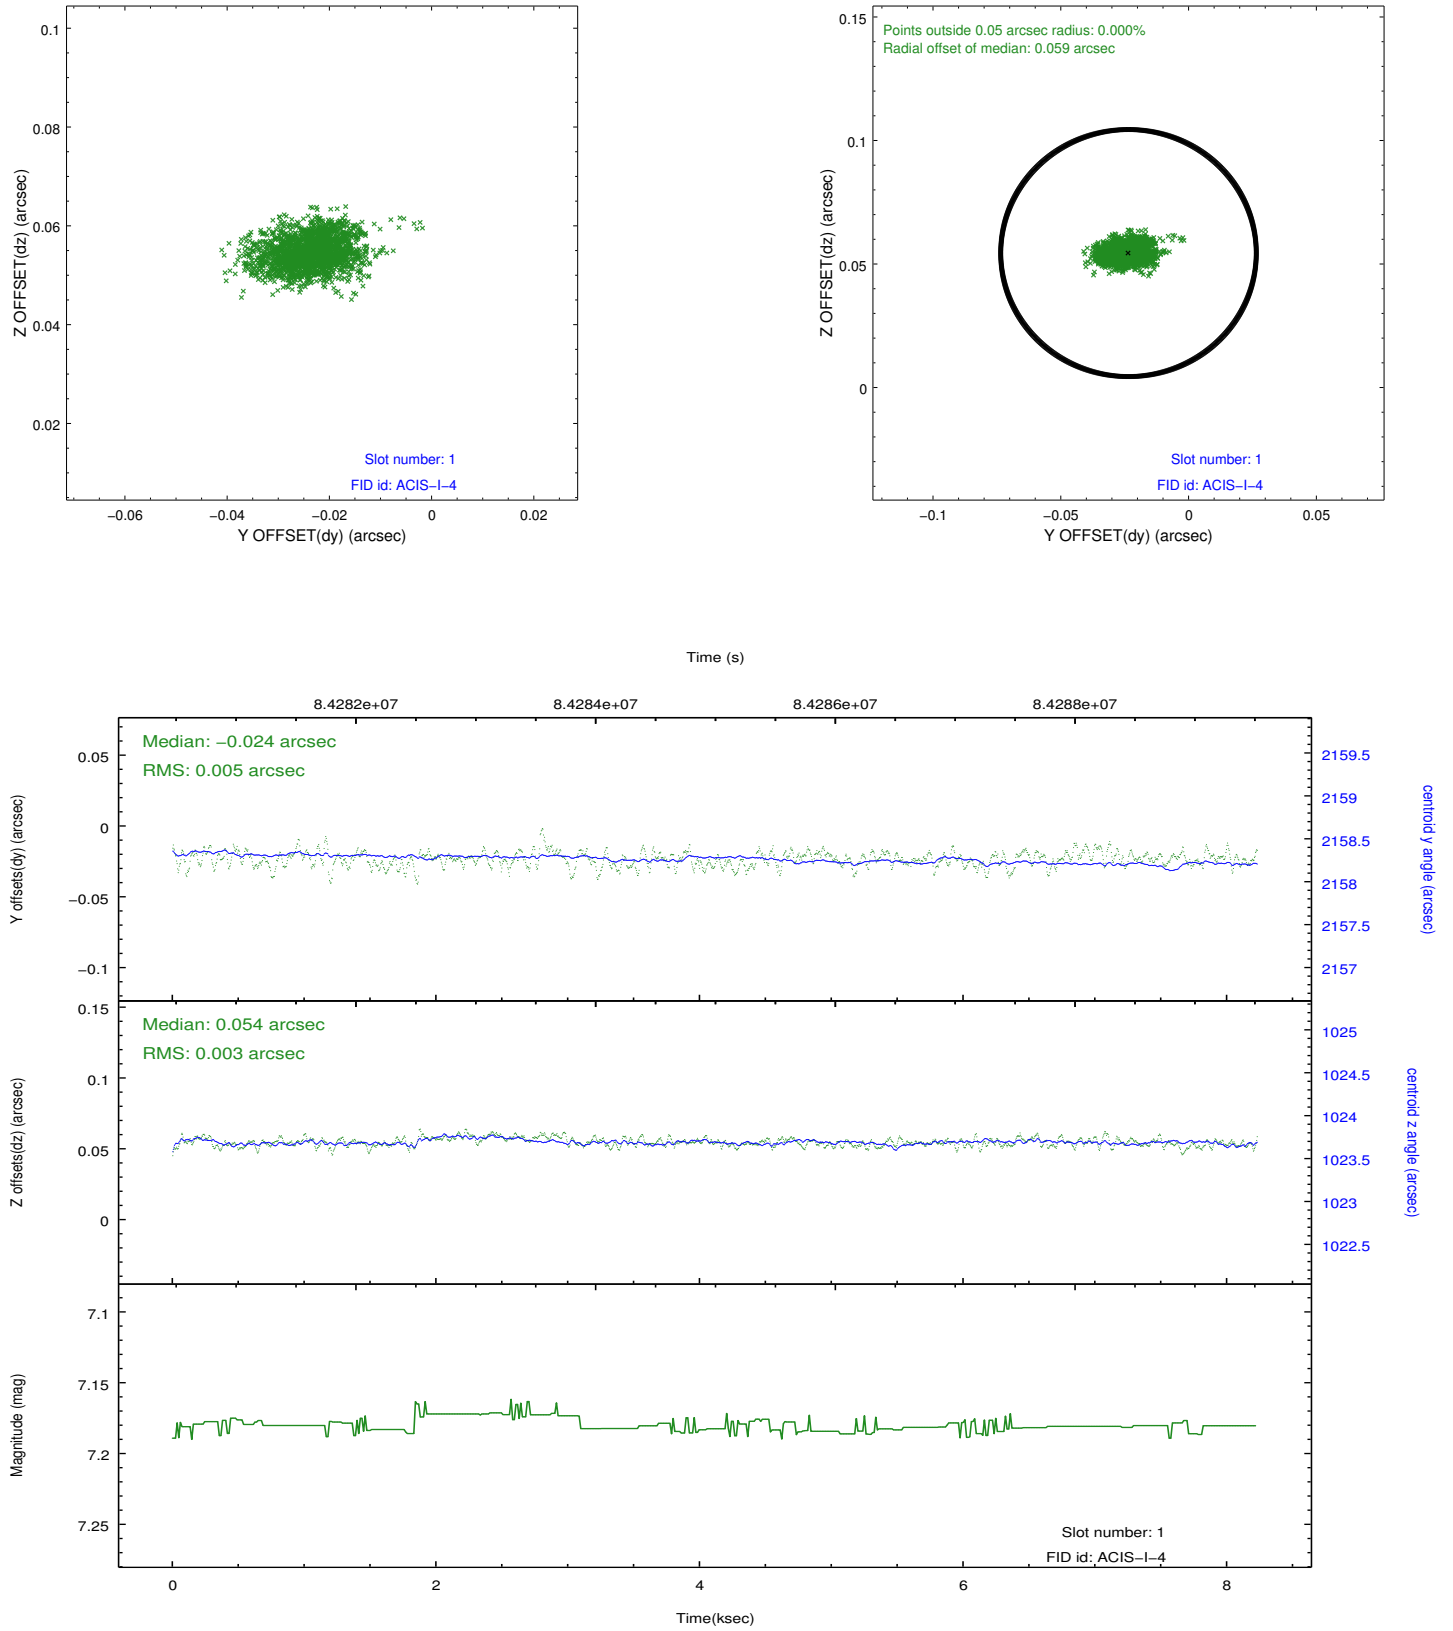 0.1
0.08
0.06
0.04
0.02
Z OFFSET(dz) (arcsec)
Slot number: 1
FID id: ACIS−I−4
−0.06 −0.04 −0.02 0 0.02
Y OFFSET(dy) (arcsec)
Points outside 0.05 arcsec radius: 0.000%
Radial offset of median: 0.059 arcsec
0.15
0.1
0.05
0
Z OFFSET(dz) (arcsec)
Slot number: 1
FID id: ACIS−I−4
−0.1 −0.05 0 0.05
Y OFFSET(dy) (arcsec)
Time (s)
8.4282e+07 8.4284e+07 8.4286e+07 8.4288e+07
Median: −0.024 arcsec
RMS: 0.005 arcsec
0.05
0
−0.05
−0.1
Y offsets(dy) (arcsec)
2159.5
2159
2158.5
2158
2157.5
2157
centroid y angle (arcsec)
Median: 0.054 arcsec
RMS: 0.003 arcsec
0.15
0.1
0.05
0
Z offsets(dz) (arcsec)
1025
1024.5
1024
1023.5
1023
1022.5
centroid z angle (arcsec)
7.1
7.15
7.2
7.25
Magnitude (mag)
Slot number: 1
FID id: ACIS−I−4
0 2 4 6 8
Time(ksec)